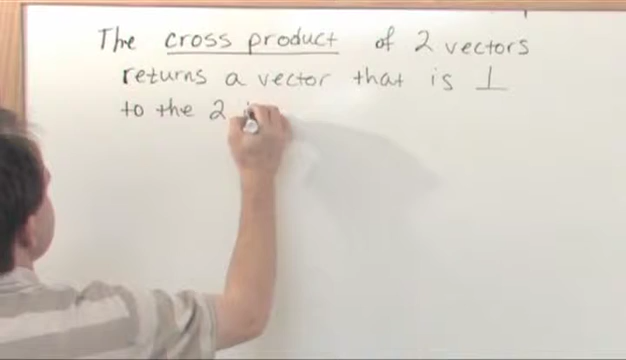 The cross product of 2 vectors
returns a vector that is ⊥
to the 2